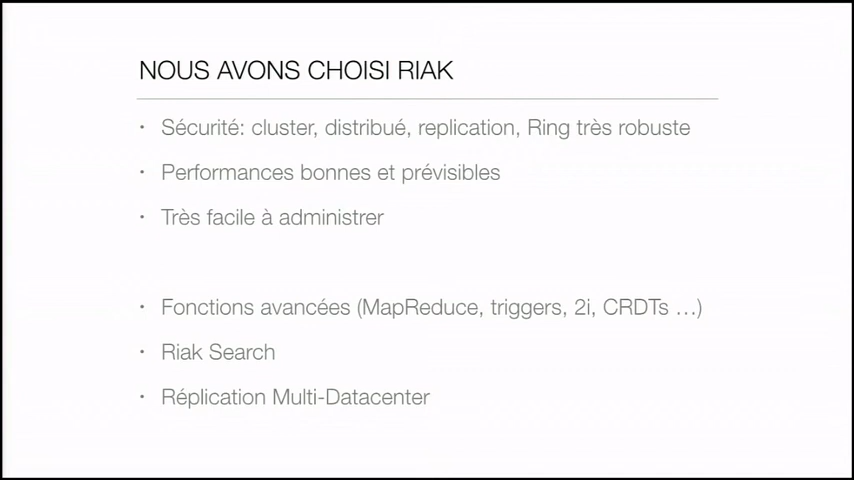 NOUS AVONS CHOISI RIAK
• Sécurité: cluster, distribué, replication, Ring très robuste
• Performances bonnes et prévisibles
• Très facile à administrer
• Fonctions avancées (MapReduce, triggers, 2i, CRDTs ...)
• Riak Search
• Réplication Multi-Datacenter